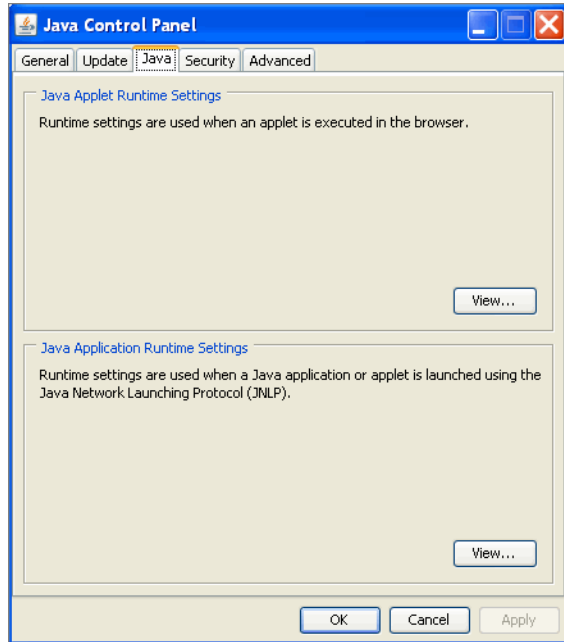 Java Control Panel
General Update Java Security Advanced
Java Applet Runtime Settings
Runtime settings are used when an applet is executed in the browser.
View...
Java Application Runtime Settings
Runtime settings are used when a Java application or applet is launched using the
Java Network Launching Protocol (JNLP).
View...
OK Cancel Apply